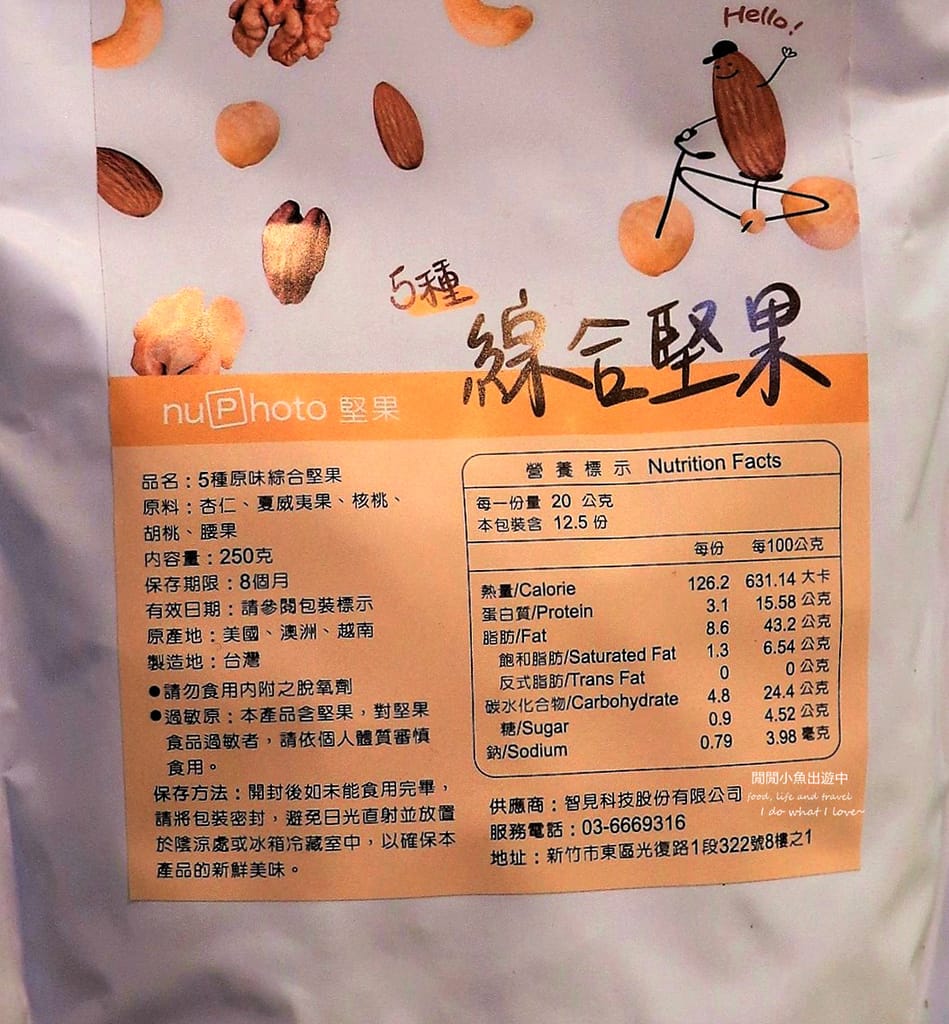 Hello!
5種
綜合堅果
nuPhoto 堅果
品名：5種原味綜合堅果
原料：杏仁、夏威夷果、核桃、
胡桃、腰果
內容量：250克
保存期限：8個月
有效日期：請參閱包裝標示
原產地：美國、澳洲、越南
製造地：台灣
●請勿食用內附之脫氧劑
●過敏原：本產品含堅果，對堅果
食品過敏者，請依個人體質審慎
食用。
保存方法：開封後如未能食用完畢，
請將包裝密封，避免日光直射並放置
於陰涼處或冰箱冷藏室中，以確保本
產品的新鮮美味。
營養標示 Nutrition Facts
每一份量 20 公克
本包裝含 12.5 份
每份 每100公克
熱量/Calorie 126.2 631.14 大卡
蛋白質/Protein 3.1 15.58 公克
脂肪/Fat 8.6 43.2 公克
飽和脂肪/Saturated Fat 1.3 6.54 公克
反式脂肪/Trans Fat 0 0 公克
碳水化合物/Carbohydrate 4.8 24.4 公克
糖/Sugar 0.9 4.52 公克
鈉/Sodium 0.79 3.98 毫克
供應商：智見科技股份有限公司
服務電話：03-6669316
地址：新竹市東區光復路1段322號8樓之1
閒閒小魚出遊中
food, life and travel
I do what I love~